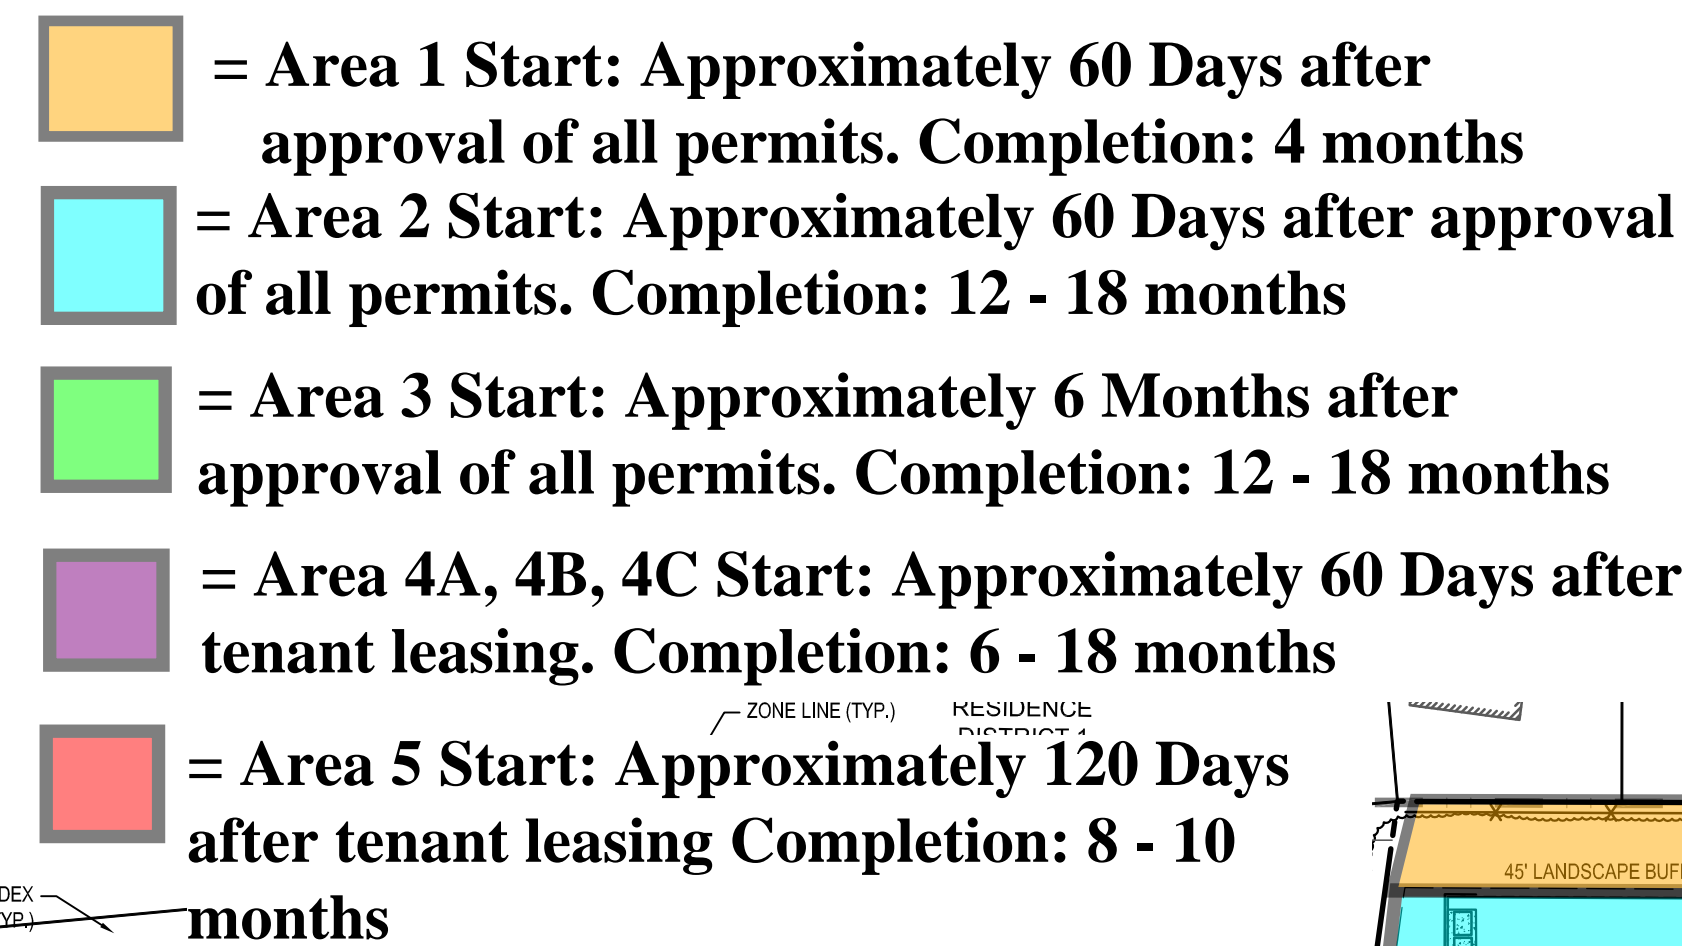 = Area 1 Start: Approximately 60 Days after
approval of all permits. Completion: 4 months
= Area 2 Start: Approximately 60 Days after approval
of all permits. Completion: 12 - 18 months
= Area 3 Start: Approximately 6 Months after
approval of all permits. Completion: 12 - 18 months
= Area 4A, 4B, 4C Start: Approximately 60 Days after
tenant leasing. Completion: 6 - 18 months
ZONE LINE (TYP.)
RESIDENCE
DISTRICT 1
= Area 5 Start: Approximately 120 Days
after tenant leasing Completion: 8 - 10
months
45' LANDSCAPE BUF
DEX
YP.)